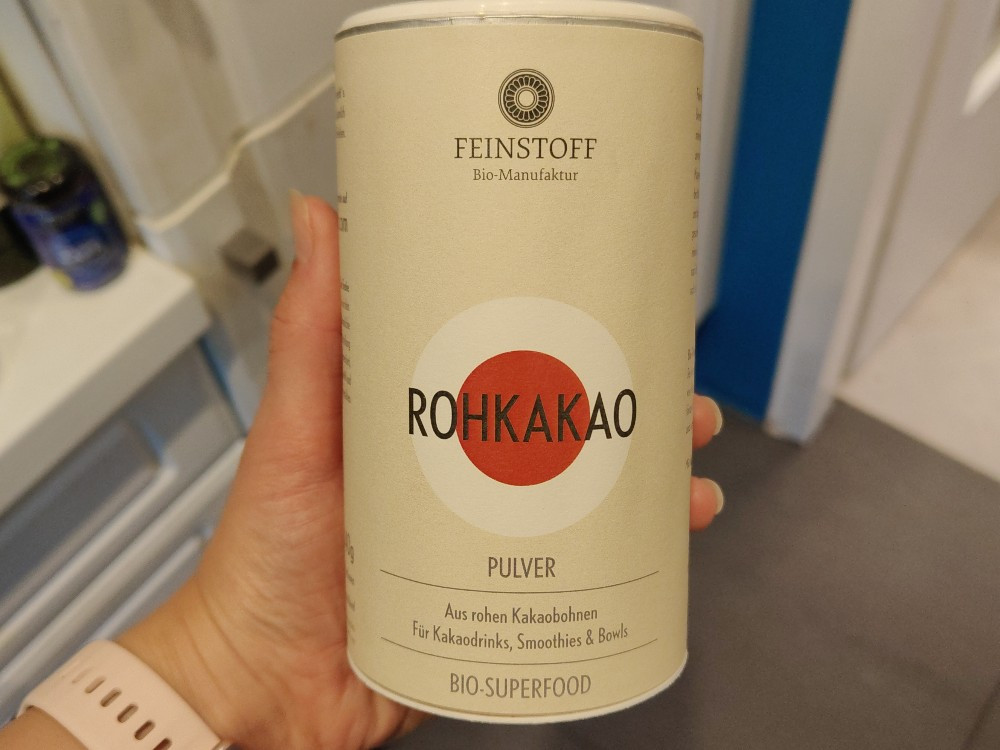 FEINSTOFF
Bio-Manufaktur
ROHKAKAO
PULVER
Aus rohen Kakaobohnen
Für Kakaodrinks, Smoothies & Bowls
BIO-SUPERFOOD